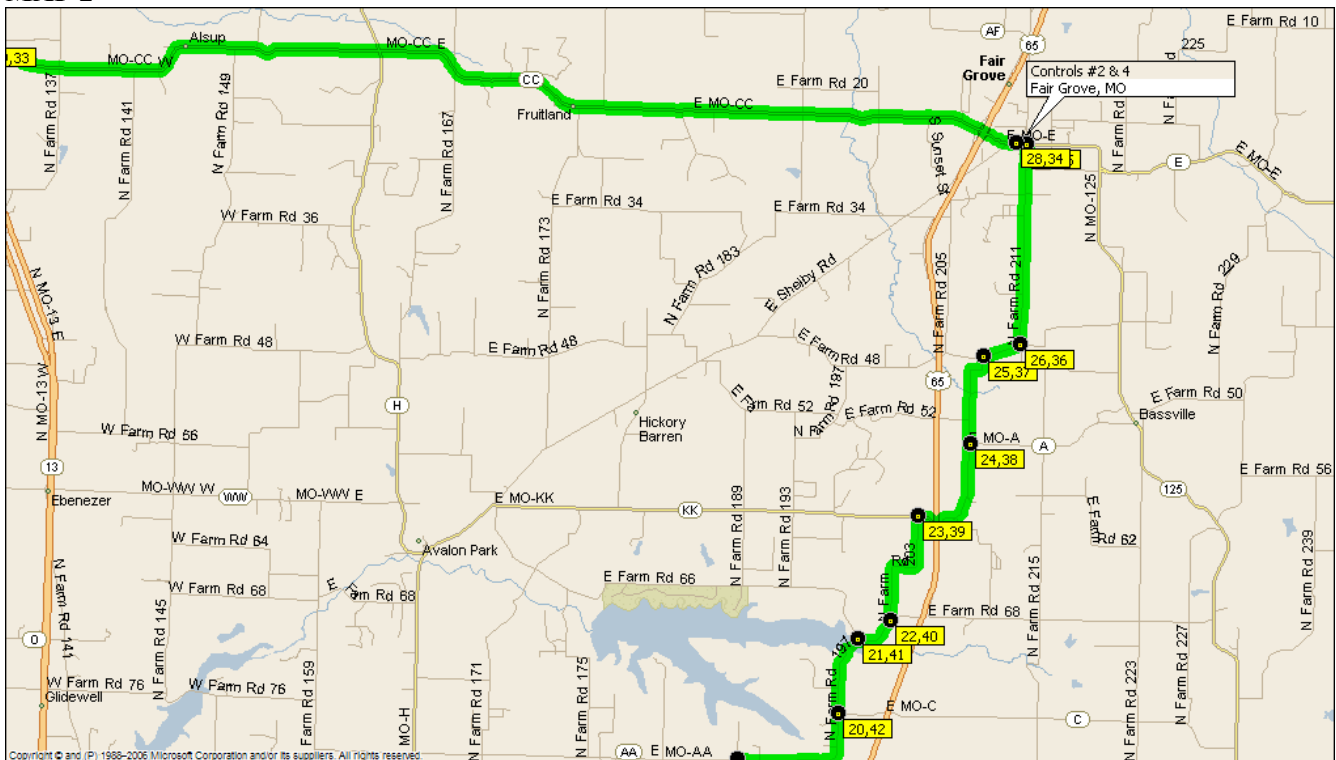 E Farm Rd 10
AF
65
225
Alsup
MO-CC E
MO-CC W
Fair
Grove
Controls #2 & 4
Fair Grove, MO
N Farm Rd 137
N Farm Rd 141
N Farm Rd 149
CC
E Farm Rd 20
Fruitland
E MO-CC
N Farm Rd 167
S Sunset St
E MO-E
28,34
E
E MO-E
W Farm Rd 36
E Farm Rd 34
E Farm Rd 34
N Farm Rd 173
N Farm Rd 183
E Shelby Rd
N Farm Rd 205
N Farm Rd 211
N MO-125
N Farm Rd 229
N MO-13 E
N MO-13 W
W Farm Rd 48
E Farm Rd 48
E Farm Rd 48
26,36
25,37
65
H
Farm Rd 197
E Farm Rd 52
E Farm Rd 50
Bassville
Hickory
Barren
W Farm Rd 56
MO-A
A
24,38
13
E Farm Rd 56
Ebenezer
MO-WW W
WW
MO-WW E
E MO-KK
KK
N Farm Rd 189
N Farm Rd 193
125
23,39
W Farm Rd 64
Avalon Park
E Farm Rd 62
N Farm Rd 203
N Farm Rd 215
N Farm Rd 239
W Farm Rd 68
E Farm Rd 68
E Farm Rd 66
E Farm Rd 68
22,40
21,41
N Farm Rd 141
N Farm Rd 145
O
N Farm Rd 159
N Farm Rd 171
N Farm Rd 175
N Farm Rd 197
N Farm Rd 223
N Farm Rd 227
W Farm Rd 76
W Farm Rd 76
Glidewell
MO-H
E MO-C
C
20,42
AA
E MO-AA
Copyright © and (P) 1988–2006 Microsoft Corporation and/or its suppliers. All rights reserved.